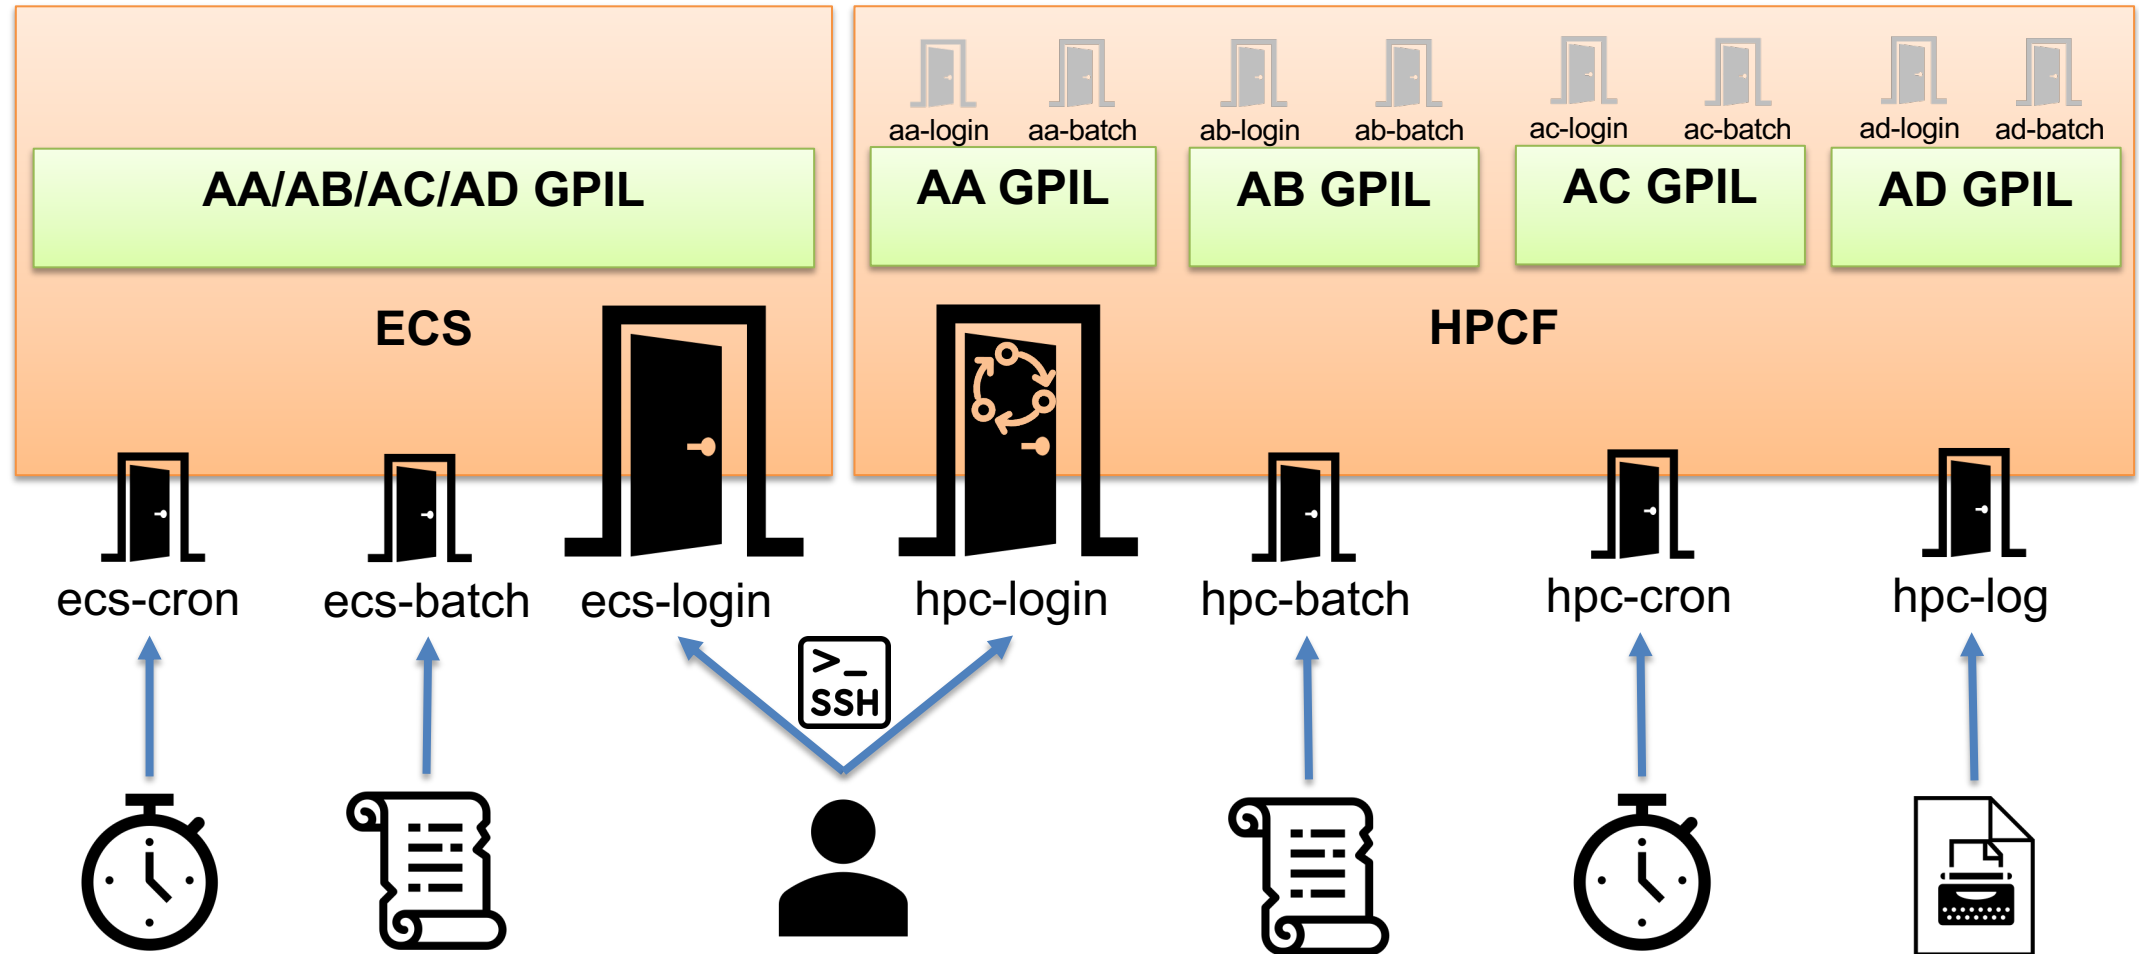 aa-login
aa-batch
ab-login
ab-batch
ac-login
ac-batch
ad-login
ad-batch
AA/AB/AC/AD GPIL
AA GPIL
AB GPIL
AC GPIL
AD GPIL
ECS
HPCF
ecs-cron
ecs-batch
ecs-login
hpc-login
hpc-batch
hpc-cron
hpc-log
>_
SSH